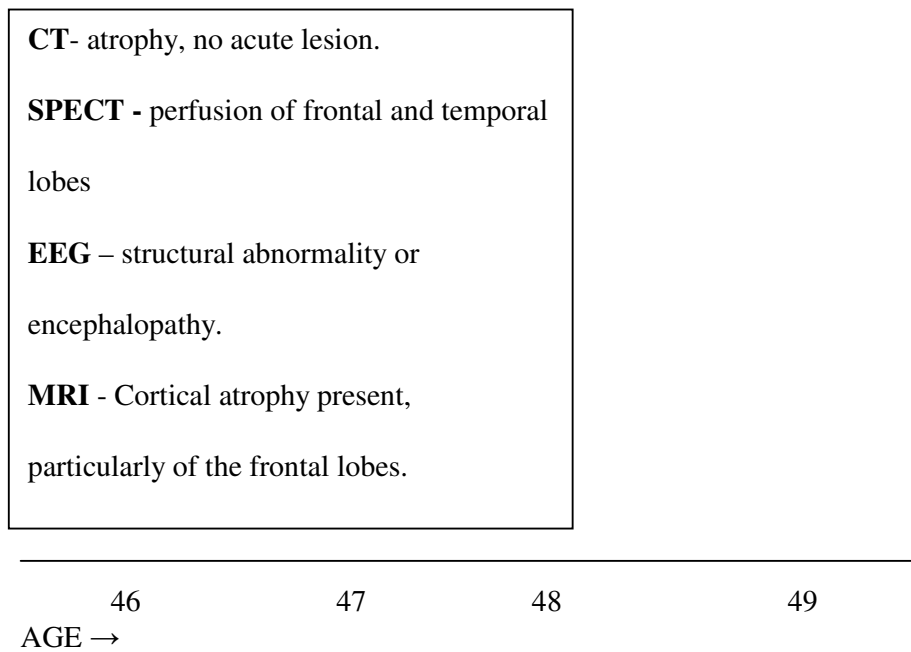 CT- atrophy, no acute lesion.
SPECT - perfusion of frontal and temporal
lobes
EEG – structural abnormality or
encephalopathy.
MRI - Cortical atrophy present,
particularly of the frontal lobes.
46 47 48 49
AGE →